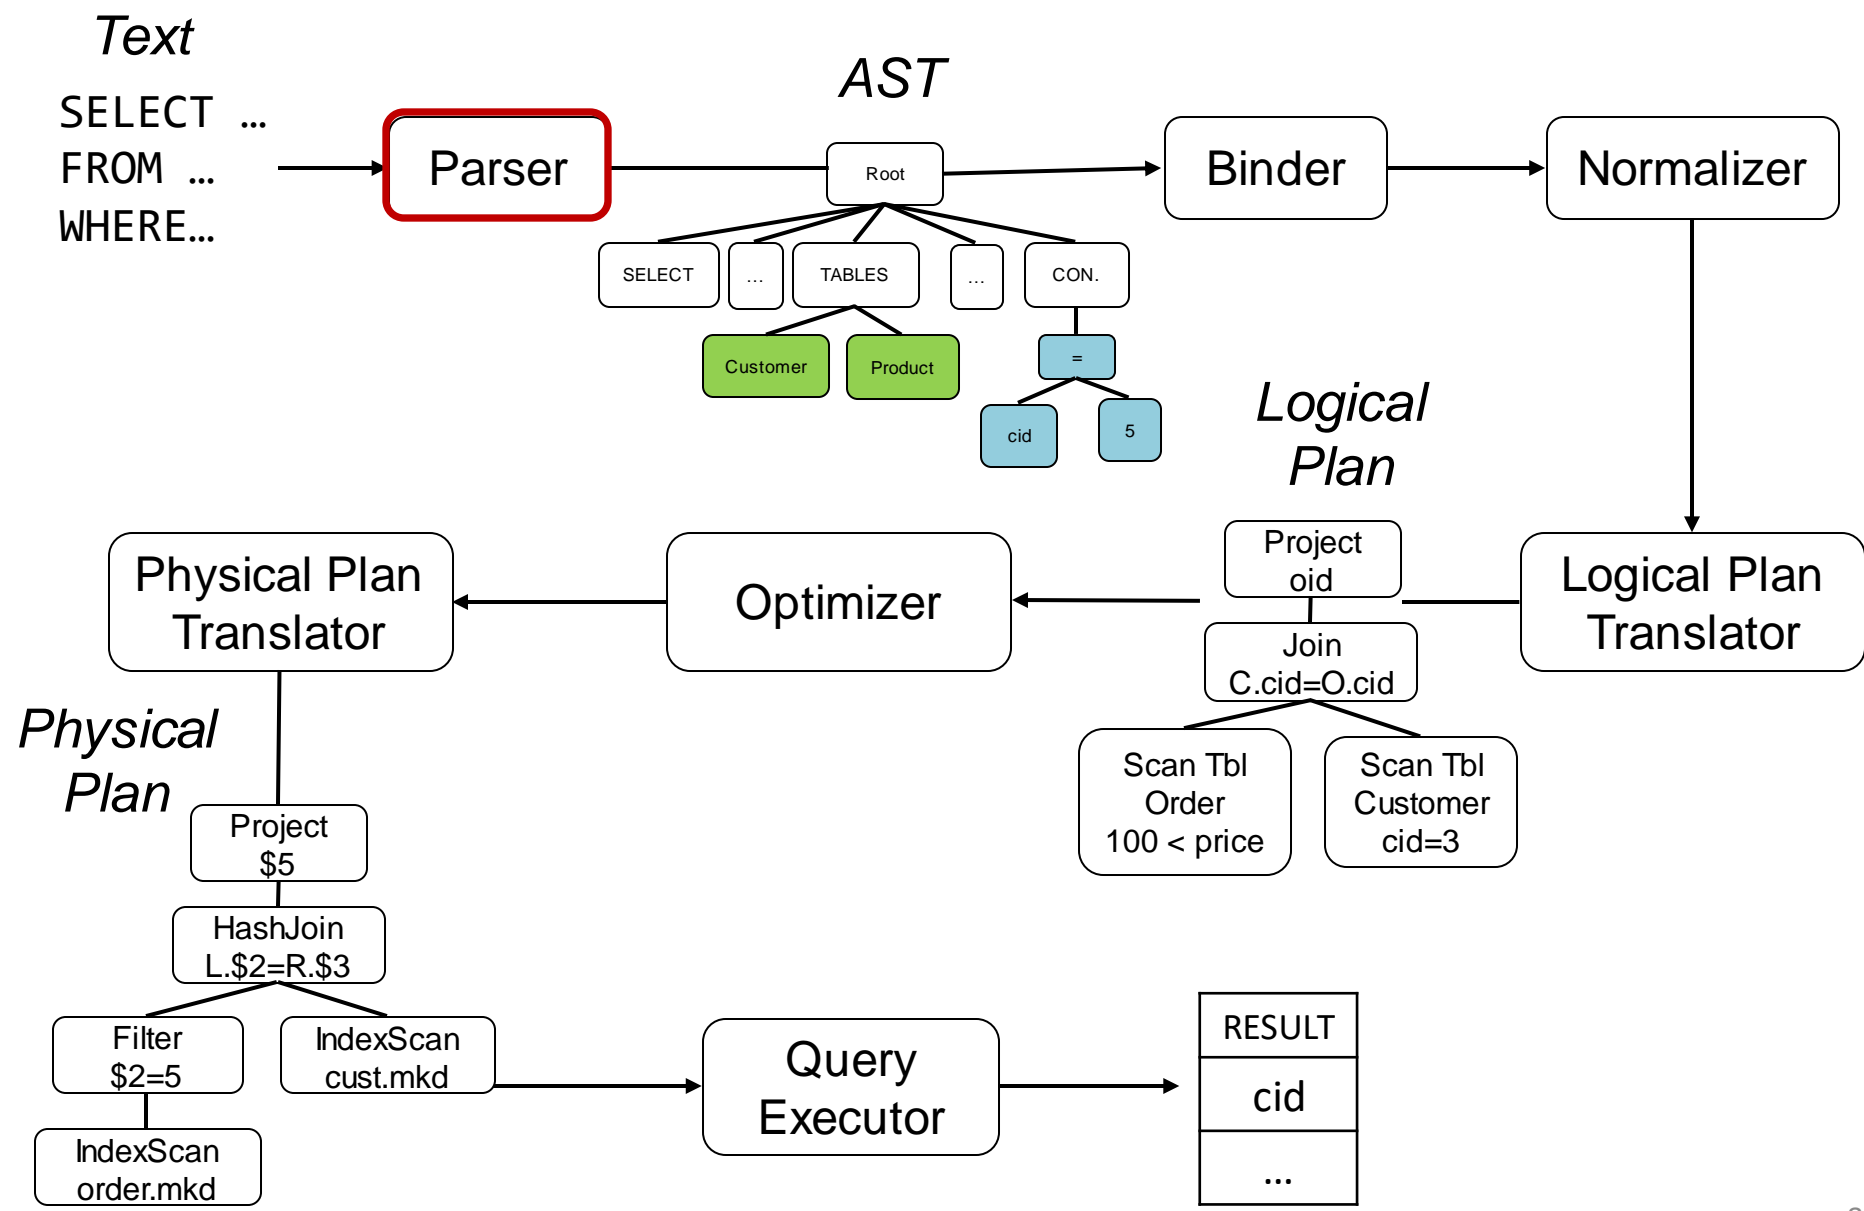 Text
SELECT …
FROM …
WHERE…
Parser
AST
Root
SELECT
…
TABLES
…
CON.
Customer
Product
=
cid
5
Binder
Normalizer
Logical
Plan
Physical Plan
Translator
Optimizer
Project
oid
Join
C.cid=O.cid
Scan Tbl
Order
100 < price
Scan Tbl
Customer
cid=3
Logical Plan
Translator
Physical
Plan
Project
$5
HashJoin
L.$2=R.$3
Filter
$2=5
IndexScan
cust.mkd
IndexScan
order.mkd
Query
Executor
RESULT
cid
…